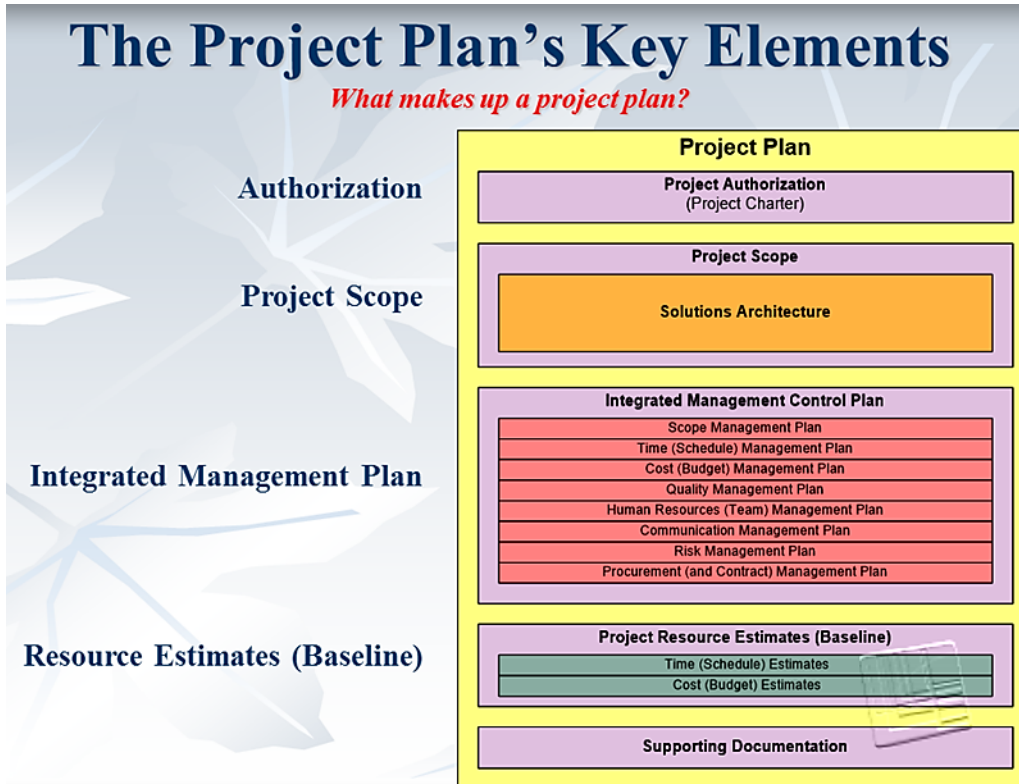 The Project Plan's Key Elements
What makes up a project plan?
Project Plan
Authorization
Project Authorization
(Project Charter)
Project Scope
Project Scope
Solutions Architecture
Integrated Management Plan
Integrated Management Control Plan
Scope Management Plan
Time (Schedule) Management Plan
Cost (Budget) Management Plan
Quality Management Plan
Human Resources (Team) Management Plan
Communication Management Plan
Risk Management Plan
Procurement (and Contract) Management Plan
Resource Estimates (Baseline)
Project Resource Estimates (Baseline)
Time (Schedule) Estimates
Cost (Budget) Estimates
Supporting Documentation